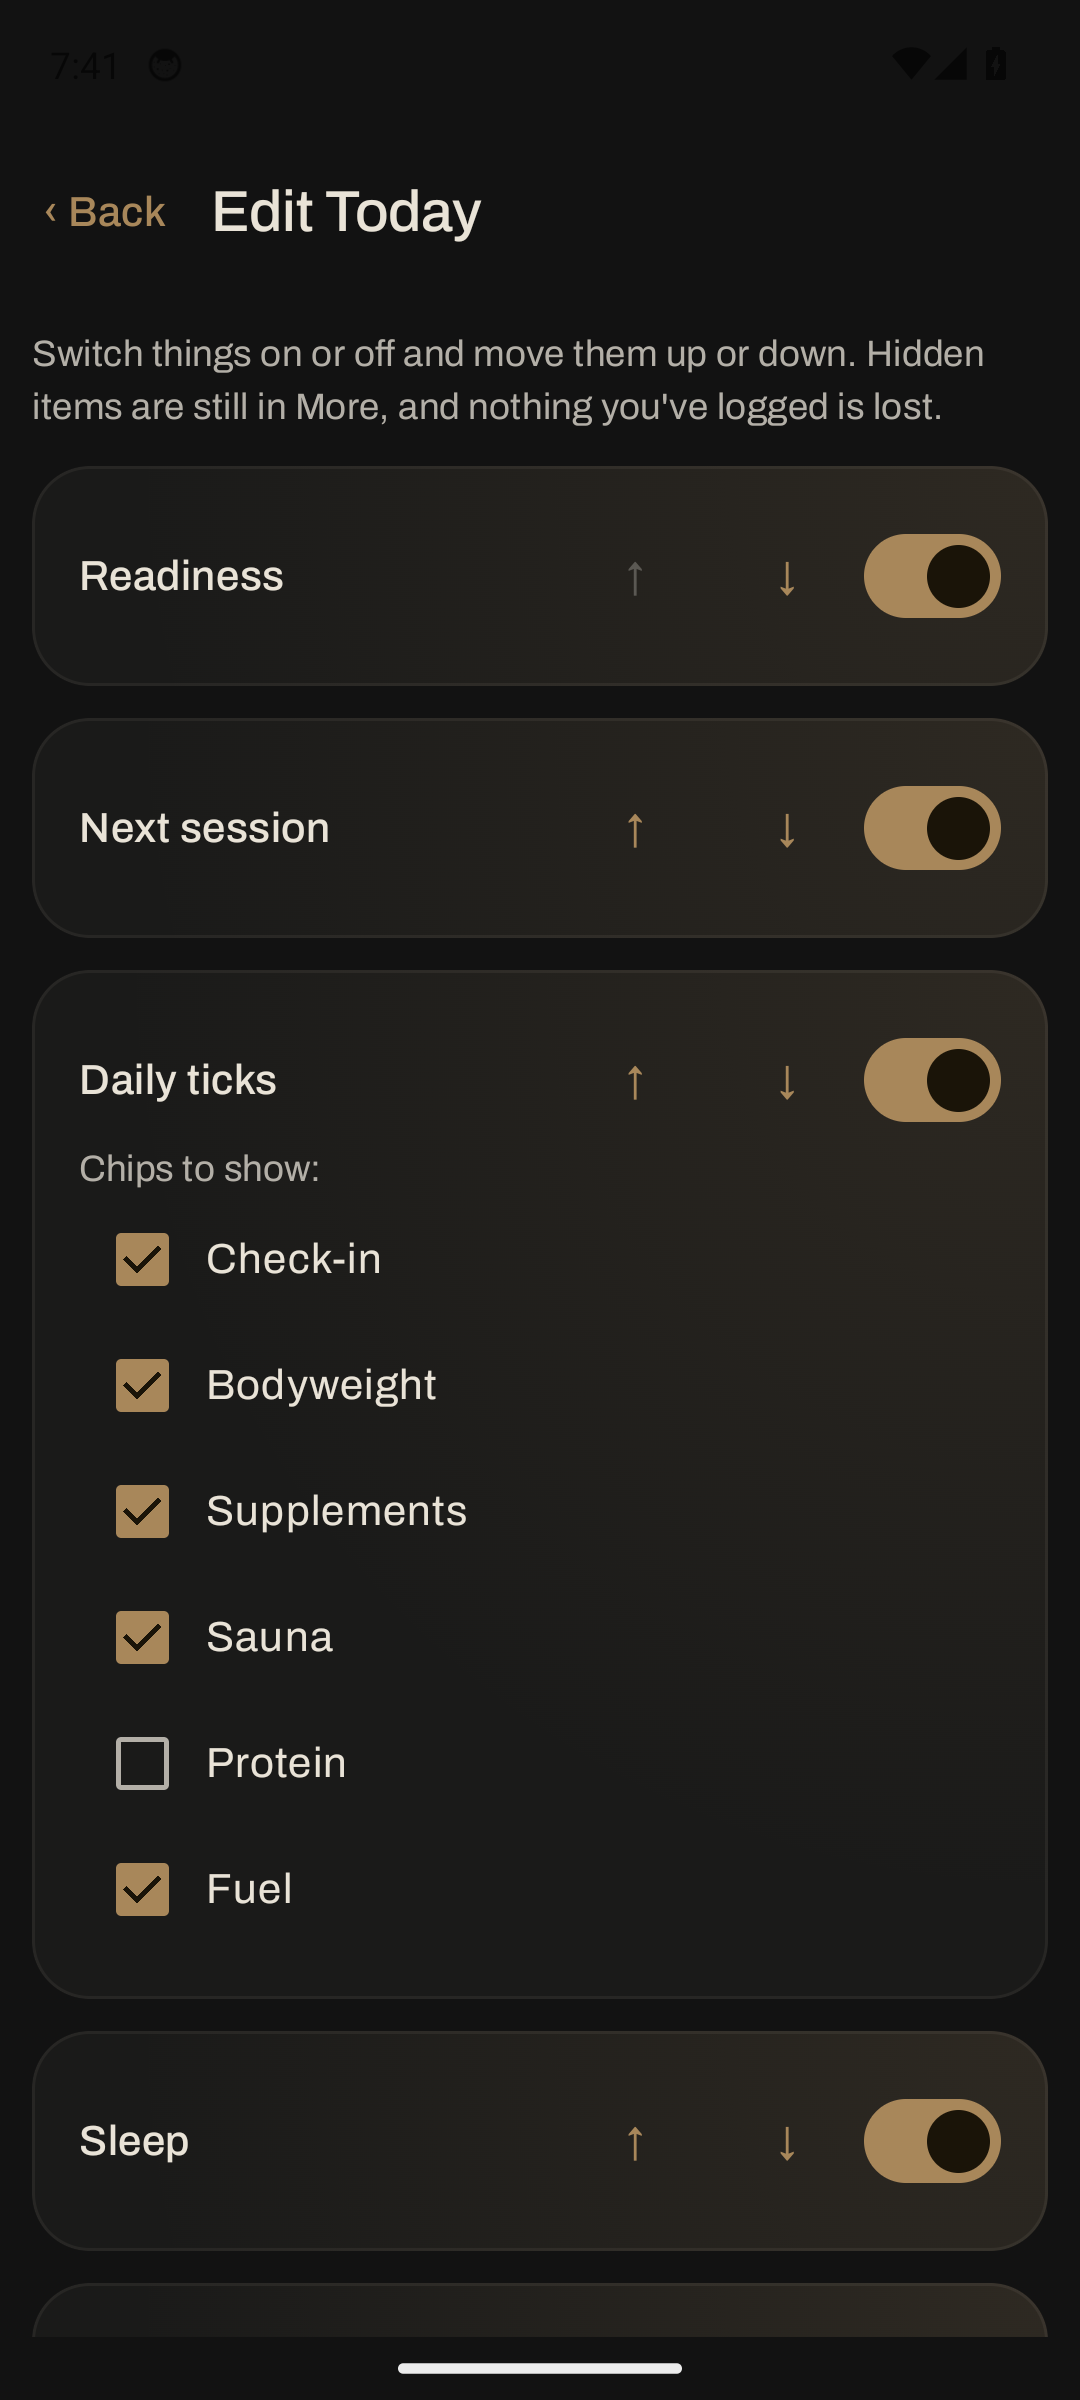 7:41
‹ Back Edit Today
Switch things on or off and move them up or down. Hidden
items are still in More, and nothing you've logged is lost.
Readiness ↑ ↓
Next session ↑ ↓
Daily ticks ↑ ↓
Chips to show:
Check-in
Bodyweight
Supplements
Sauna
Protein
Fuel
Sleep ↑ ↓